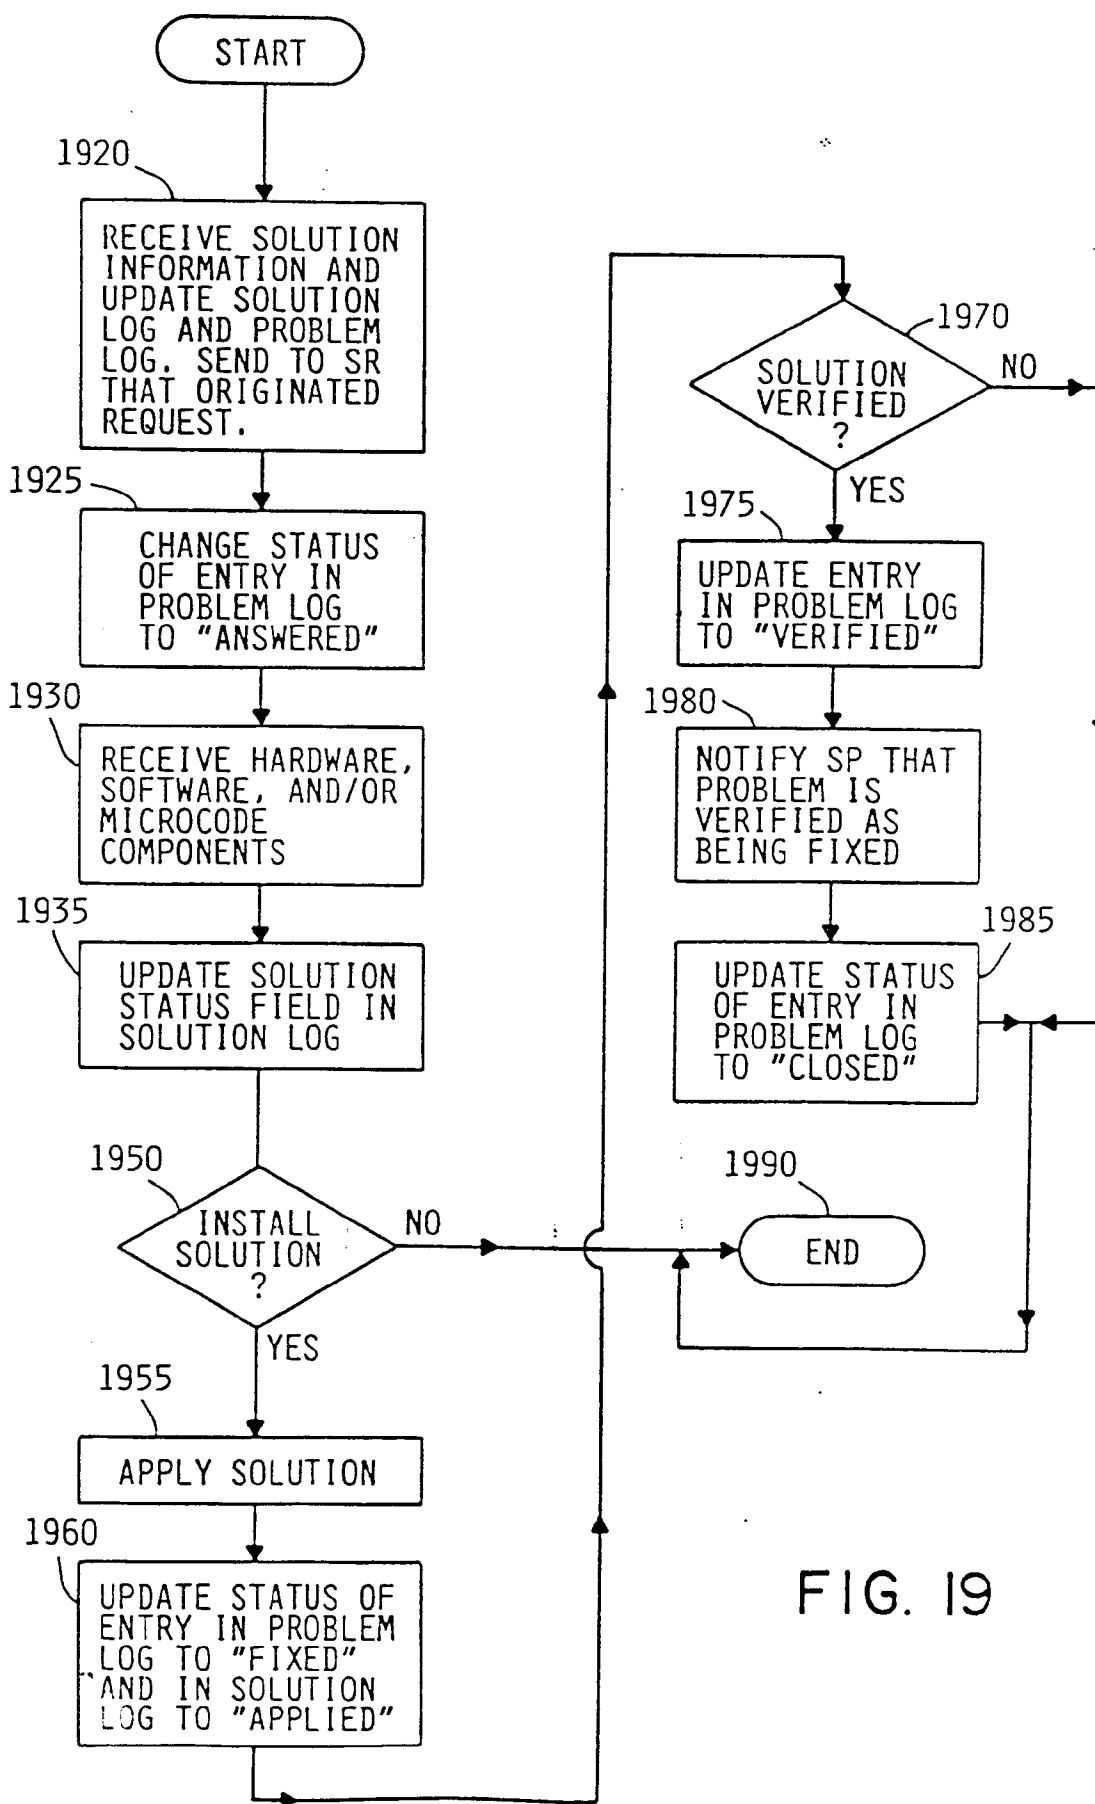 START
1920
RECEIVE SOLUTION
INFORMATION AND
UPDATE SOLUTION
LOG AND PROBLEM
LOG. SEND TO SR
THAT ORIGINATED
REQUEST.
1925
CHANGE STATUS
OF ENTRY IN
PROBLEM LOG
TO "ANSWERED"
1930
RECEIVE HARDWARE,
SOFTWARE, AND/OR
MICROCODE
COMPONENTS
1935
UPDATE SOLUTION
STATUS FIELD IN
SOLUTION LOG
1950
INSTALL
SOLUTION
?
NO
YES
1955
APPLY SOLUTION
1960
UPDATE STATUS OF
ENTRY IN PROBLEM
LOG TO "FIXED"
AND IN SOLUTION
LOG TO "APPLIED"
1970
SOLUTION
VERIFIED
?
NO
YES
1975
UPDATE ENTRY
IN PROBLEM LOG
TO "VERIFIED"
1980
NOTIFY SP THAT
PROBLEM IS
VERIFIED AS
BEING FIXED
1985
UPDATE STATUS
OF ENTRY IN
PROBLEM LOG
TO "CLOSED"
1990
END
FIG. 19